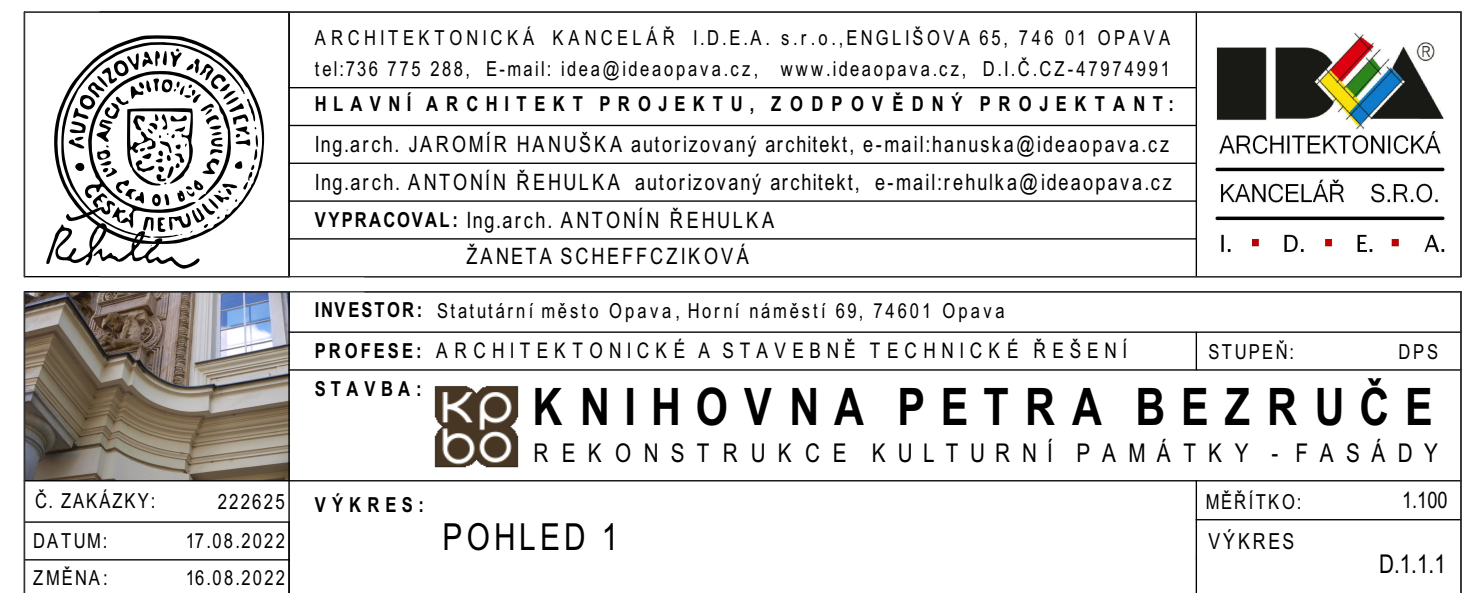 AUTORIZOVANÝ ARCHITEKT
ČESKÁ
ARCHITEKTONICKÁ KANCELÁŘ I.D.E.A. s.r.o.,ENGLIŠOVA 65, 746 01 OPAVA
tel:736 775 288, E-mail: idea@ideaopava.cz, www.ideaopava.cz, D.I.Č.CZ-47974991
HLAVNÍ ARCHITEKT PROJEKTU, ZODPOVĚDNÝ PROJEKTANT:
Ing.arch. JAROMÍR HANUŠKA autorizovaný architekt, e-mail:hanuska@ideaopava.cz
Ing.arch. ANTONÍN ŘEHULKA autorizovaný architekt, e-mail:rehulka@ideaopava.cz
VYPRACOVAL: Ing.arch. ANTONÍN ŘEHULKA
ŽANETA SCHEFFCZIKOVÁ
IDEA ®
ARCHITEKTONICKÁ
KANCELÁŘ S.R.O.
I. ▪ D. ▪ E. ▪ A.
INVESTOR: Statutární město Opava, Horní náměstí 69, 74601 Opava
PROFESE: ARCHITEKTONICKÉ A STAVEBNĚ TECHNICKÉ ŘEŠENÍ
STUPEŇ: DPS
STAVBA:
kp
bo
KNIHOVNA PETRA BEZRUČE
REKONSTRUKCE KULTURNÍ PAMÁTKY - FASÁDY
Č. ZAKÁZKY: 222625
DATUM: 17.08.2022
ZMĚNA: 16.08.2022
VÝKRES:
POHLED 1
MĚŘÍTKO: 1.100
VÝKRES
D.1.1.1